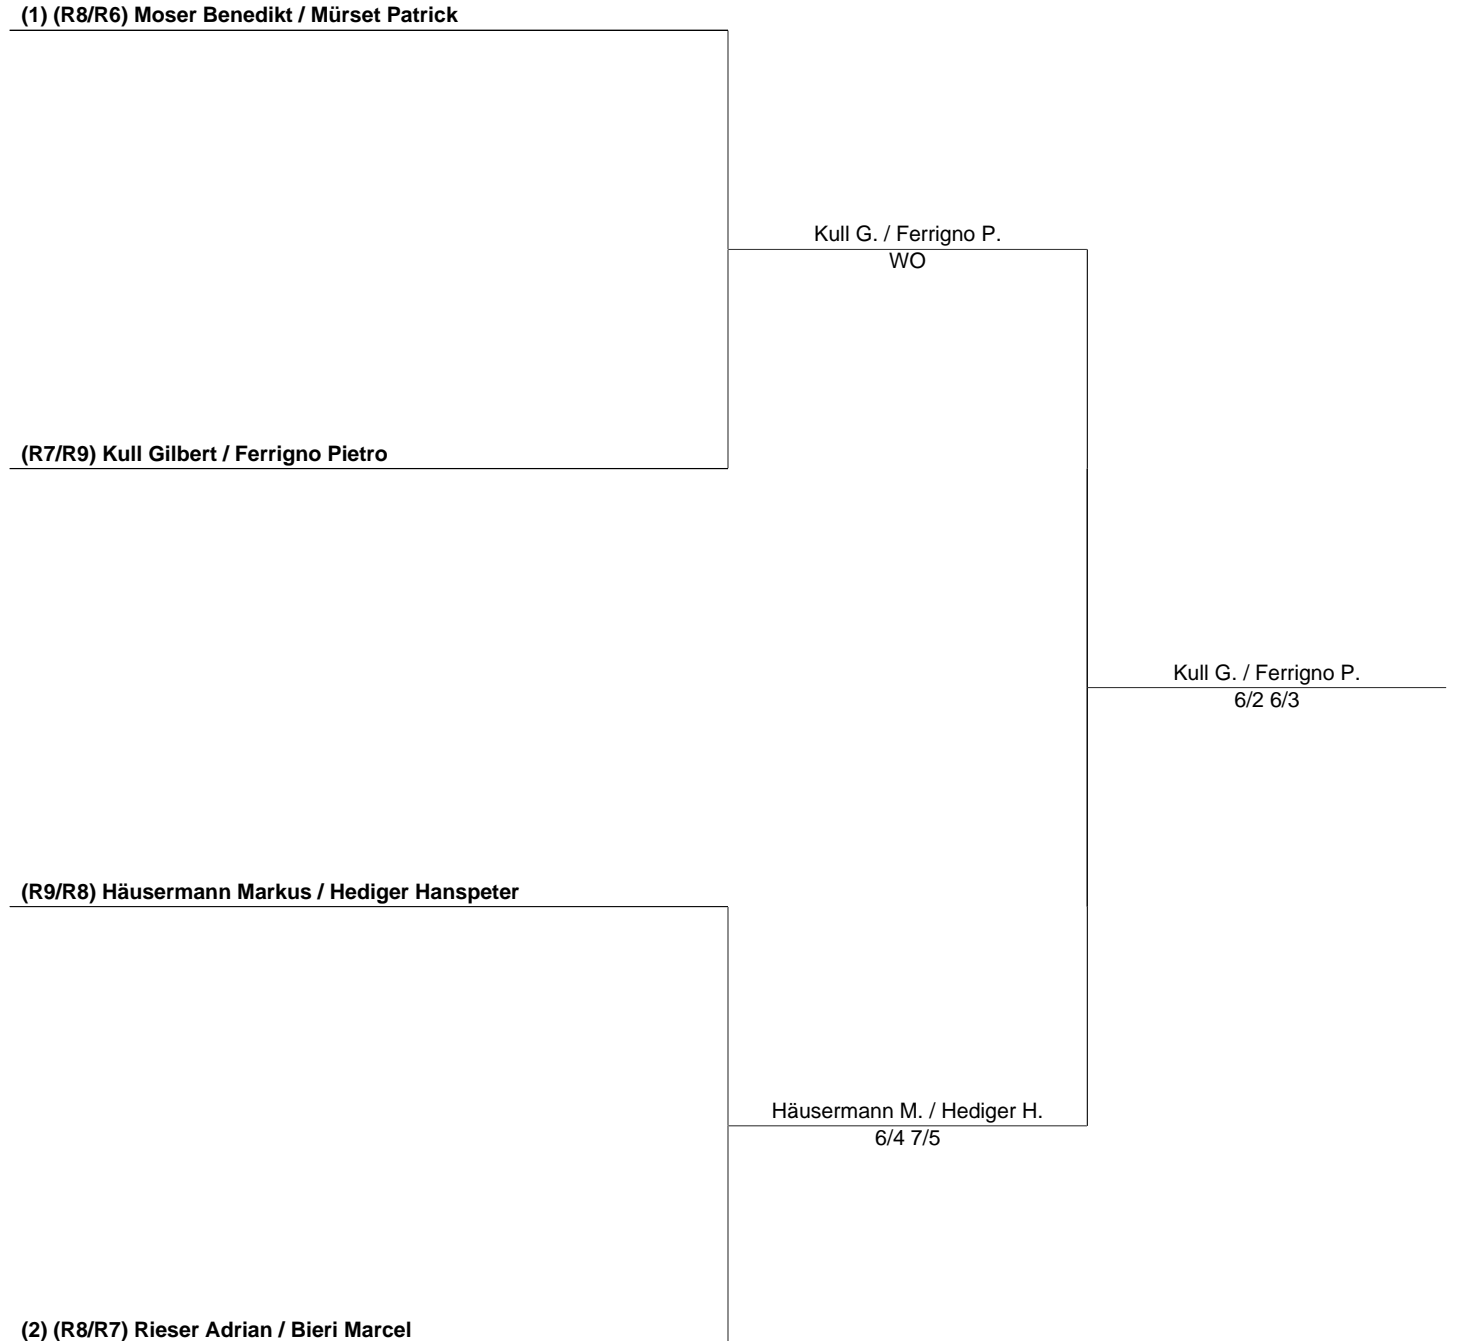 (1) (R8/R6) Moser Benedikt / Mürset Patrick
Kull G. / Ferrigno P.
WO
(R7/R9) Kull Gilbert / Ferrigno Pietro
Kull G. / Ferrigno P.
6/2 6/3
(R9/R8) Häusermann Markus / Hediger Hanspeter
Häusermann M. / Hediger H.
6/4 7/5
(2) (R8/R7) Rieser Adrian / Bieri Marcel